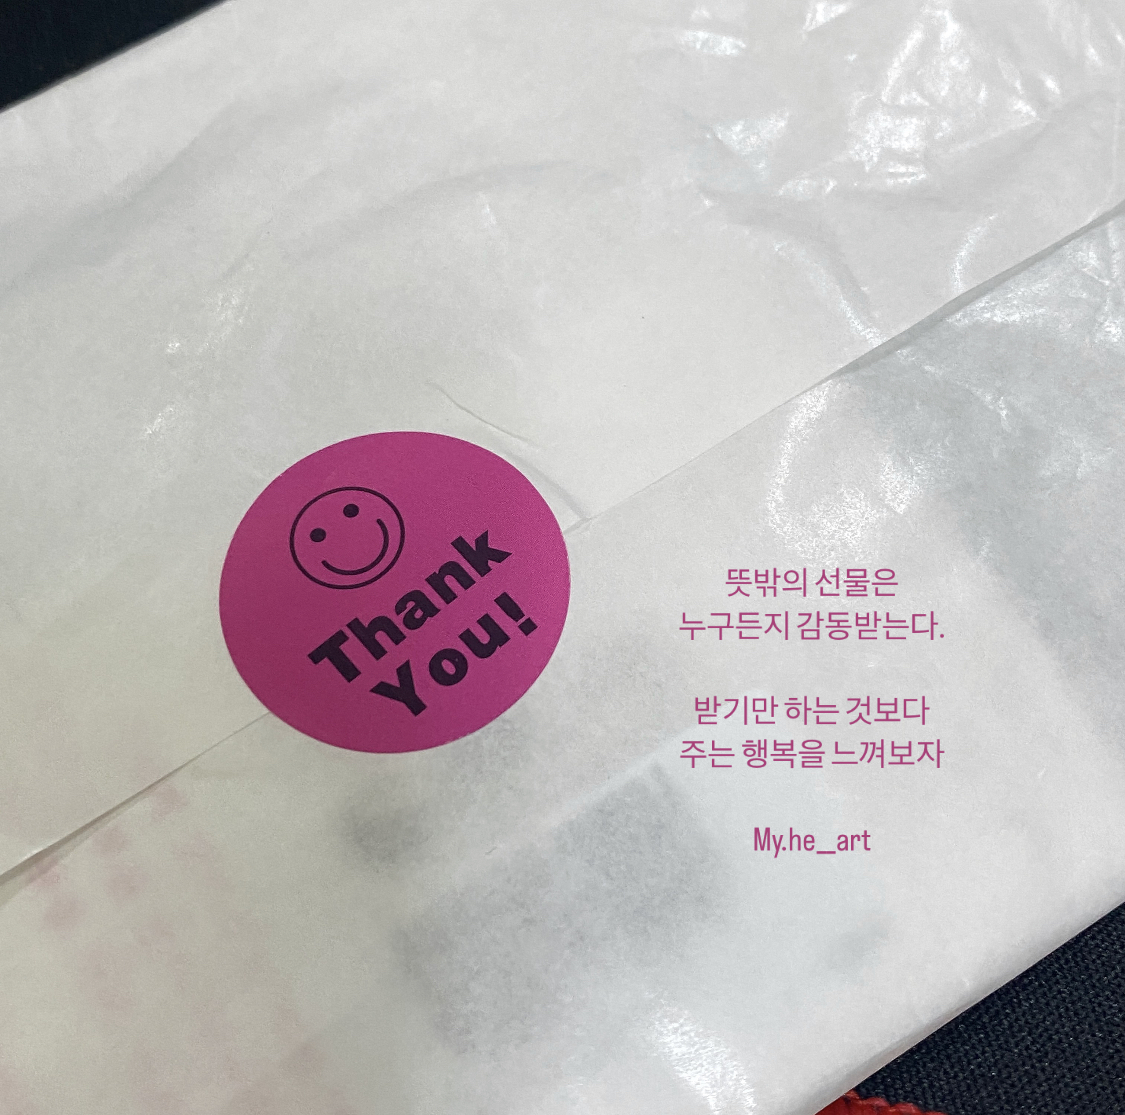 Thank
You!
뜻밖의 선물은
누구든지 감동받는다.
받기만 하는 것보다
주는 행복을 느껴보자
My.he__art